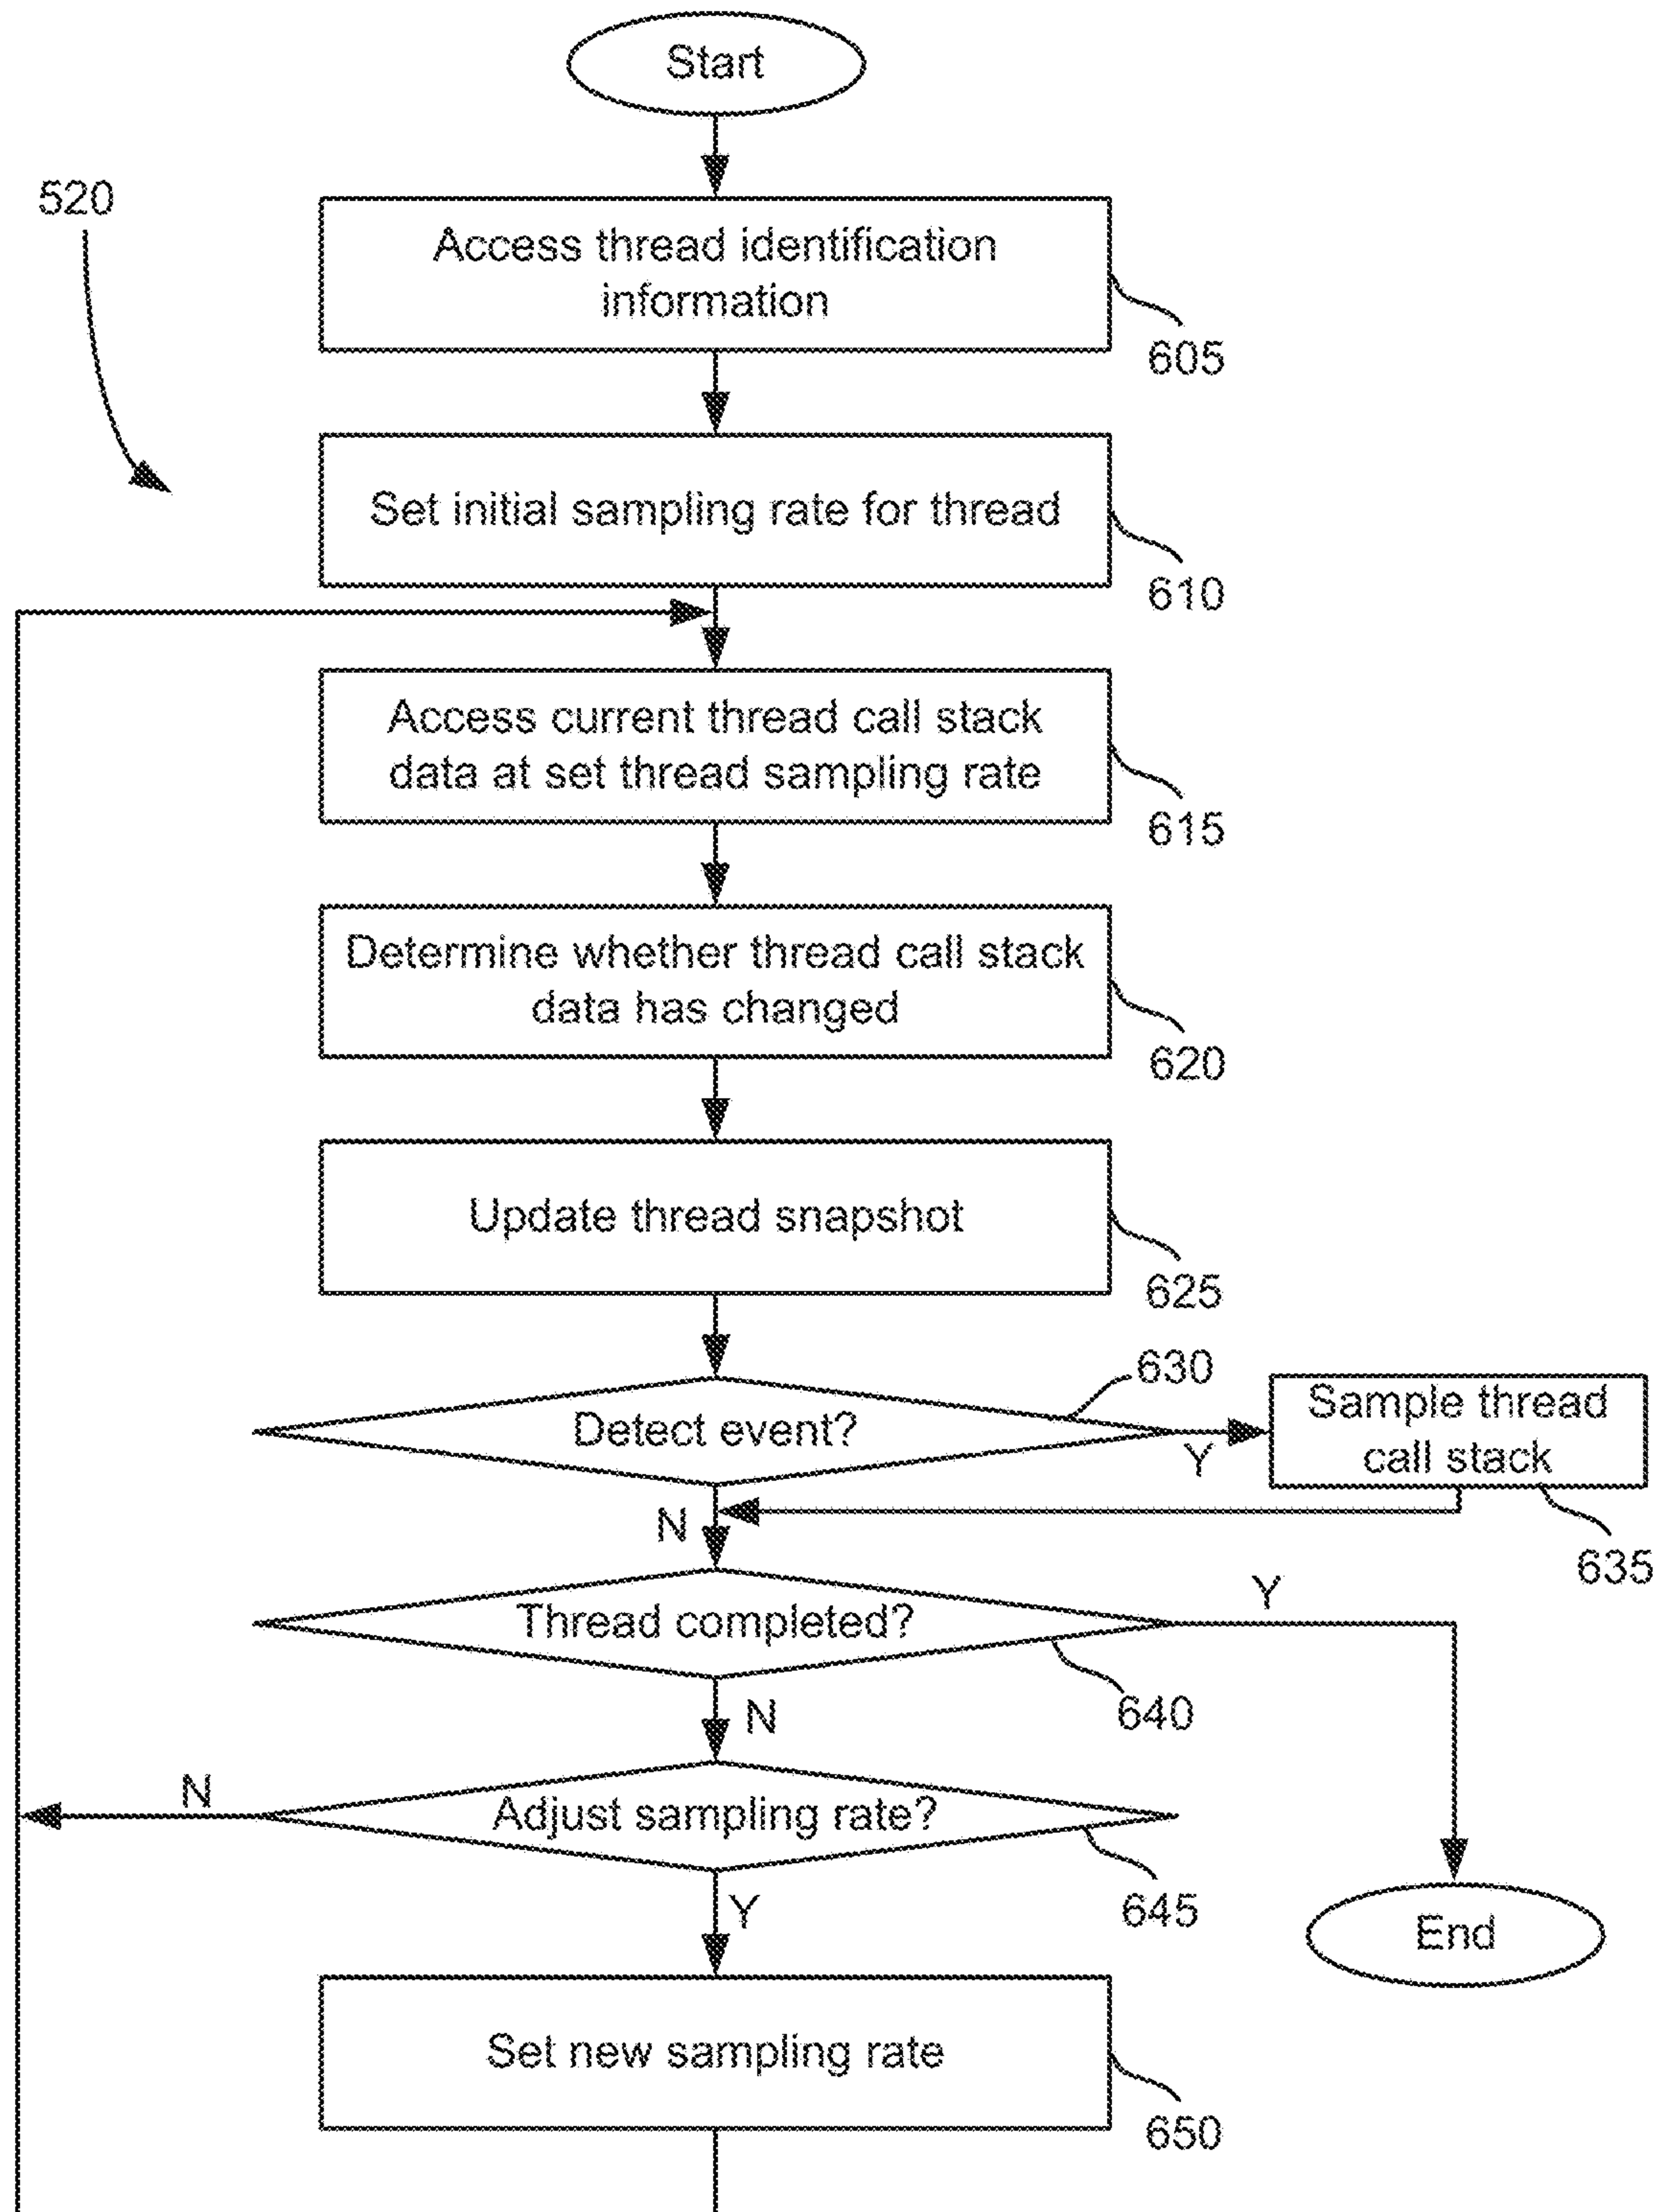 Start
520
Access thread identification
information
605
Set initial sampling rate for thread
610
Access current thread call stack
data at set thread sampling rate
615
Determine whether thread call stack
data has changed
620
Update thread snapshot
625
630
Detect event?
Y
Sample thread
call stack
N
635
Thread completed?
Y
640
N
Adjust sampling rate?
N
645
Y
End
Set new sampling rate
650